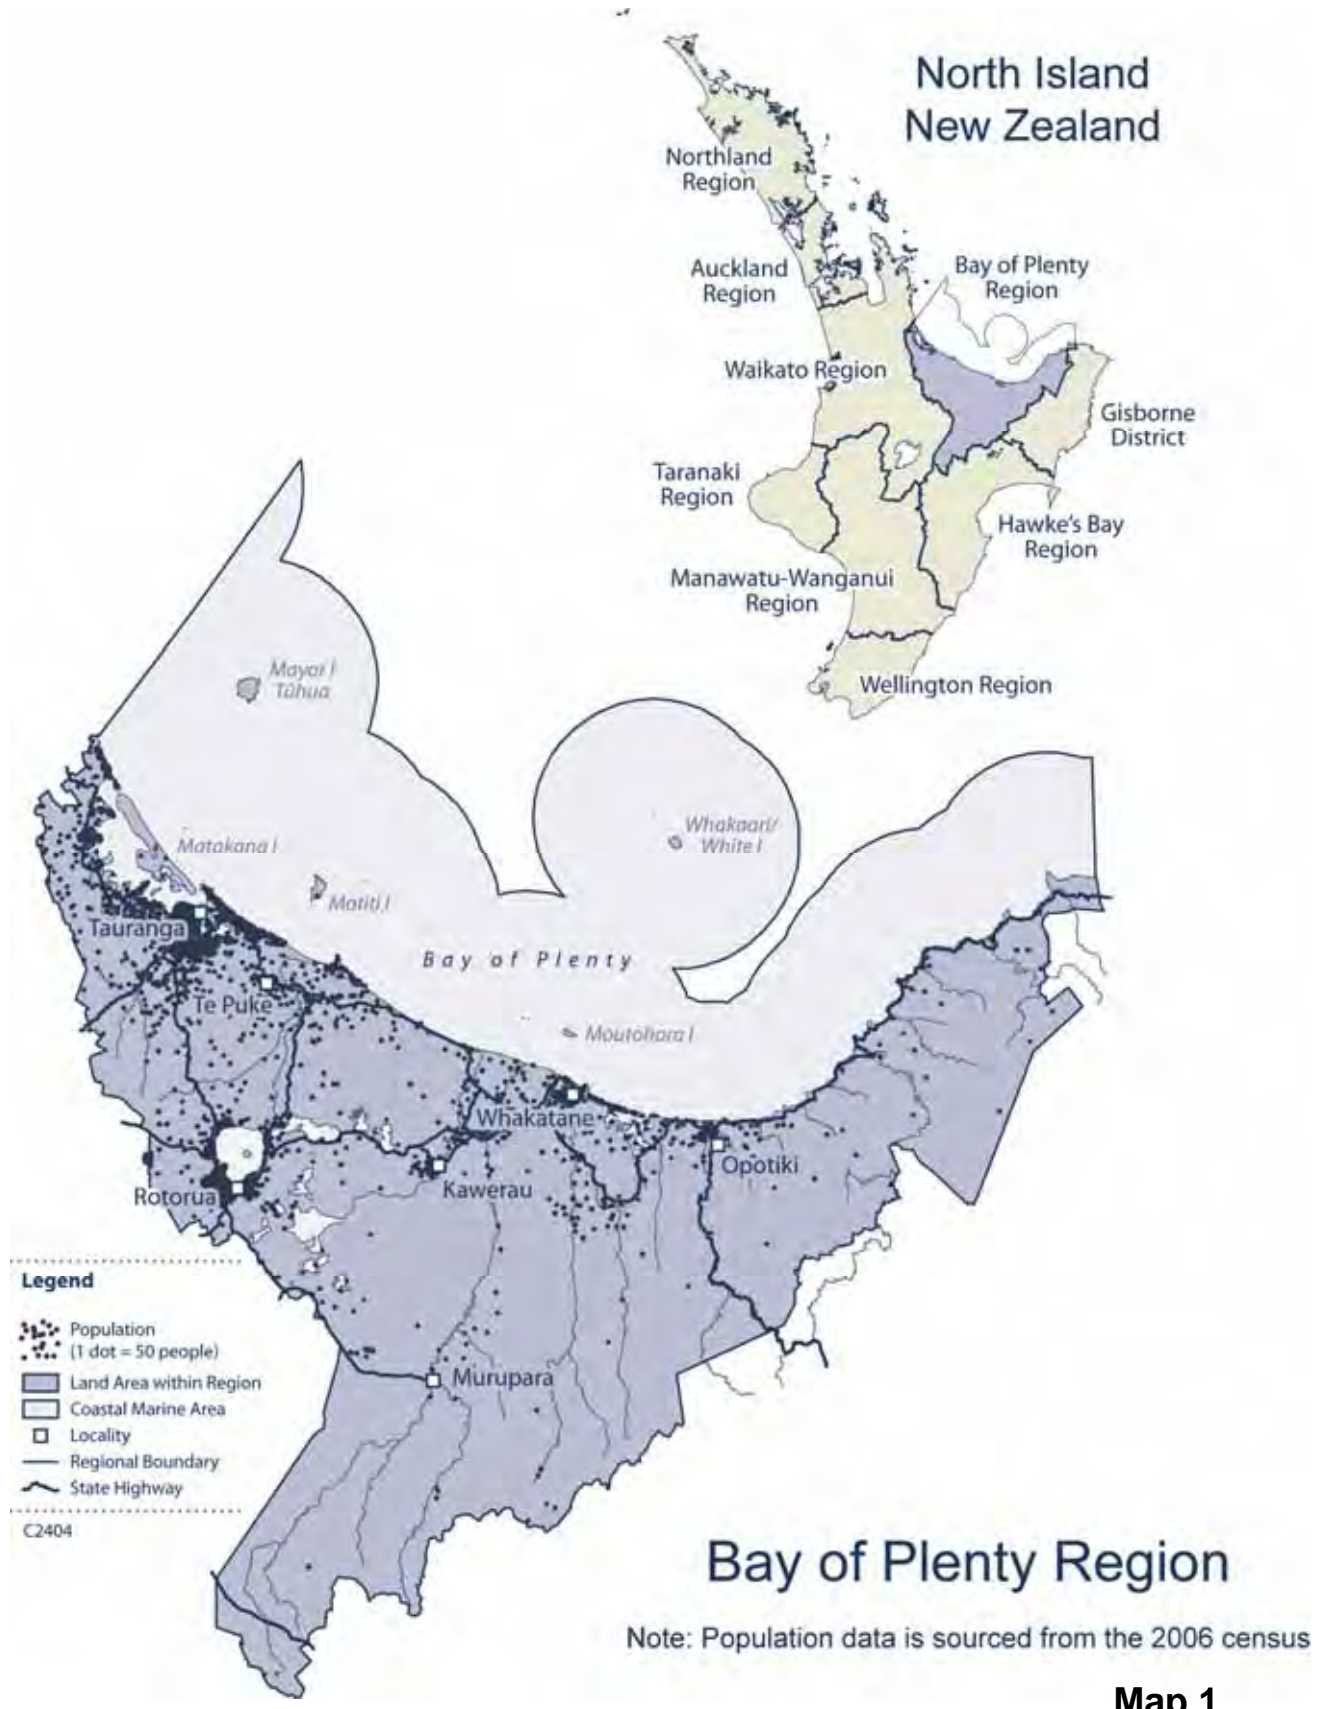 North Island
New Zealand
Northland
Region
Auckland
Region
Bay of Plenty
Region
Waikato Region
Gisborne
District
Taranaki
Region
Hawke's Bay
Region
Manawatu-Wanganui
Region
Wellington Region
Mayor I
Tūhua
Whakaari/
White I
Matakana I
Motiti I
Tauranga
Bay of Plenty
Te Puke
Moutohora I
Whakatane
Opotiki
Kawerau
Rotorua
Murupara
Legend
Population
(1 dot = 50 people)
Land Area within Region
Coastal Marine Area
Locality
Regional Boundary
State Highway
C2404
Bay of Plenty Region
Note: Population data is sourced from the 2006 census
Map 1